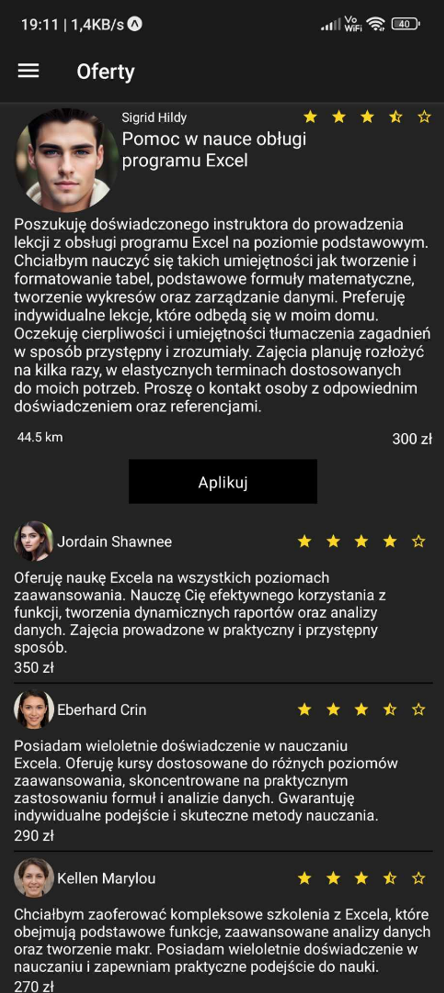 19:11 | 1,4KB/s
Vo WiFi
40
Oferty
Sigrid Hildy
Pomoc w nauce obługi
programu Excel
Poszukuję doświadczonego instruktora do prowadzenia
lekcji z obsługi programu Excel na poziomie podstawowym.
Chciałbym nauczyć się takich umiejętności jak tworzenie i
formatowanie tabel, podstawowe formuły matematyczne,
tworzenie wykresów oraz zarządzanie danymi. Preferuję
indywidualne lekcje, które odbędą się w moim domu.
Oczekuję cierpliwości i umiejętności tłumaczenia zagadnień
w sposób przystępny i zrozumiały. Zajęcia planuję rozłożyć
na kilka razy, w elastycznych terminach dostosowanych
do moich potrzeb. Proszę o kontakt osoby z odpowiednim
doświadczeniem oraz referencjami.
44.5 km
300 zł
Aplikuj
Jordain Shawnee
Oferuję naukę Excela na wszystkich poziomach
zaawansowania. Nauczę Cię efektywnego korzystania z
funkcji, tworzenia dynamicznych raportów oraz analizy
danych. Zajęcia prowadzone w praktyczny i przystępny
sposób.
350 zł
Eberhard Crin
Posiadam wieloletnie doświadczenie w nauczaniu
Excela. Oferuję kursy dostosowane do różnych poziomów
zaawansowania, skoncentrowane na praktycznym
zastosowaniu formuł i analizie danych. Gwarantuję
indywidualne podejście i skuteczne metody nauczania.
290 zł
Kellen Marylou
Chciałbym zaoferować kompleksowe szkolenia z Excela, które
obejmują podstawowe funkcje, zaawansowane analizy danych
oraz tworzenie makr. Posiadam wieloletnie doświadczenie w
nauczaniu i zapewniam praktyczne podejście do nauki.
270 zł